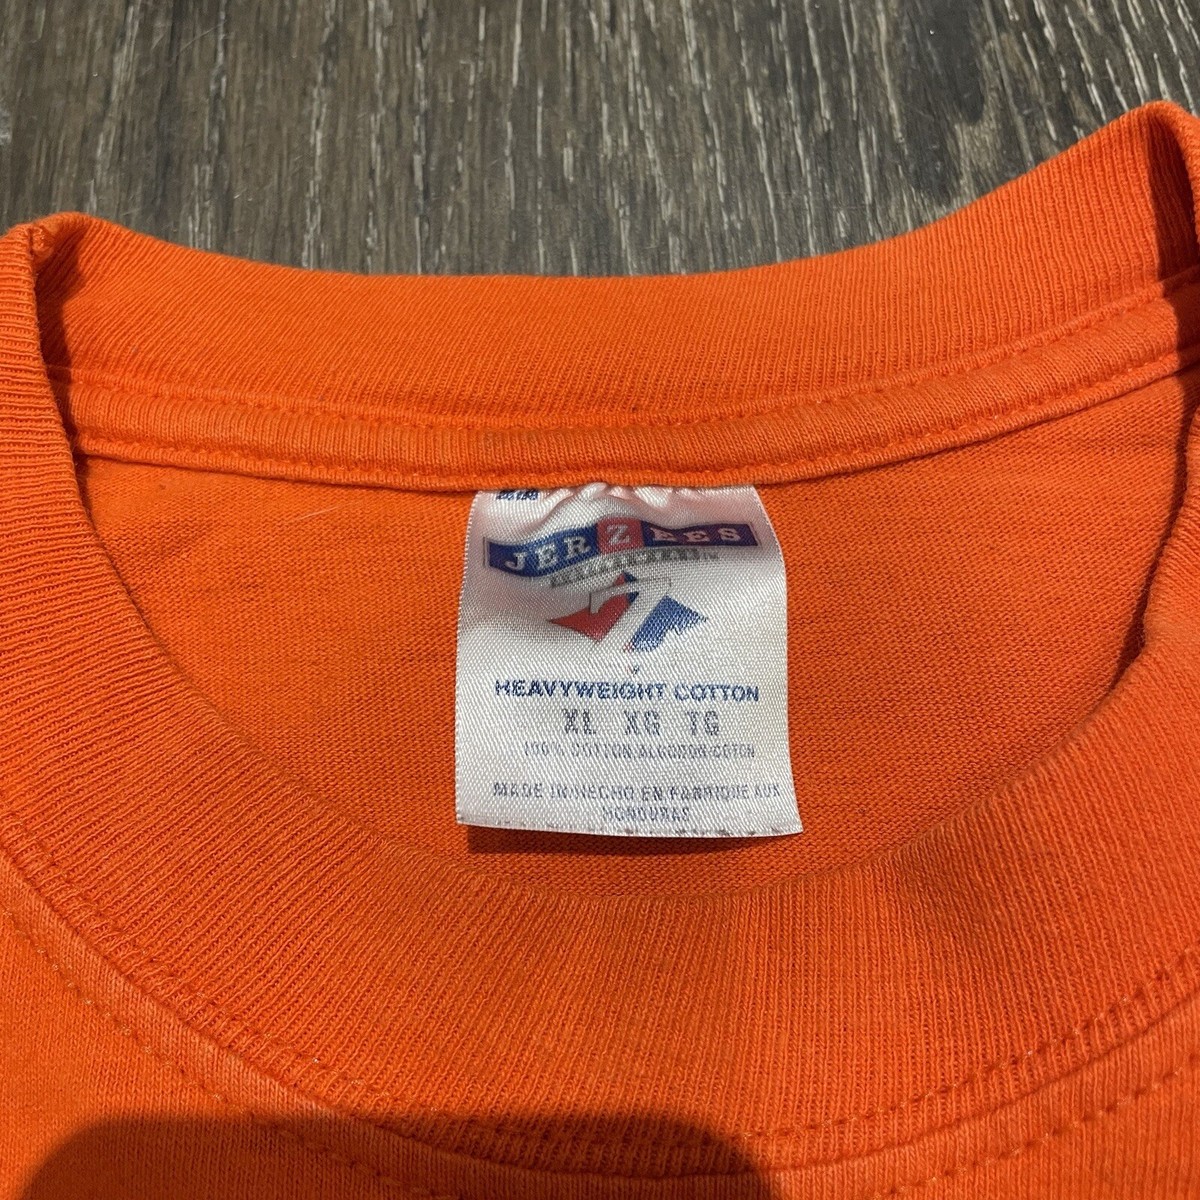 JERZEES
HEAVYWEIGHT COTTON
XL XG TG
100% COTTON ALGODON COTON
MADE IN HECHO EN FABRIQUE AUX
HONDURAS